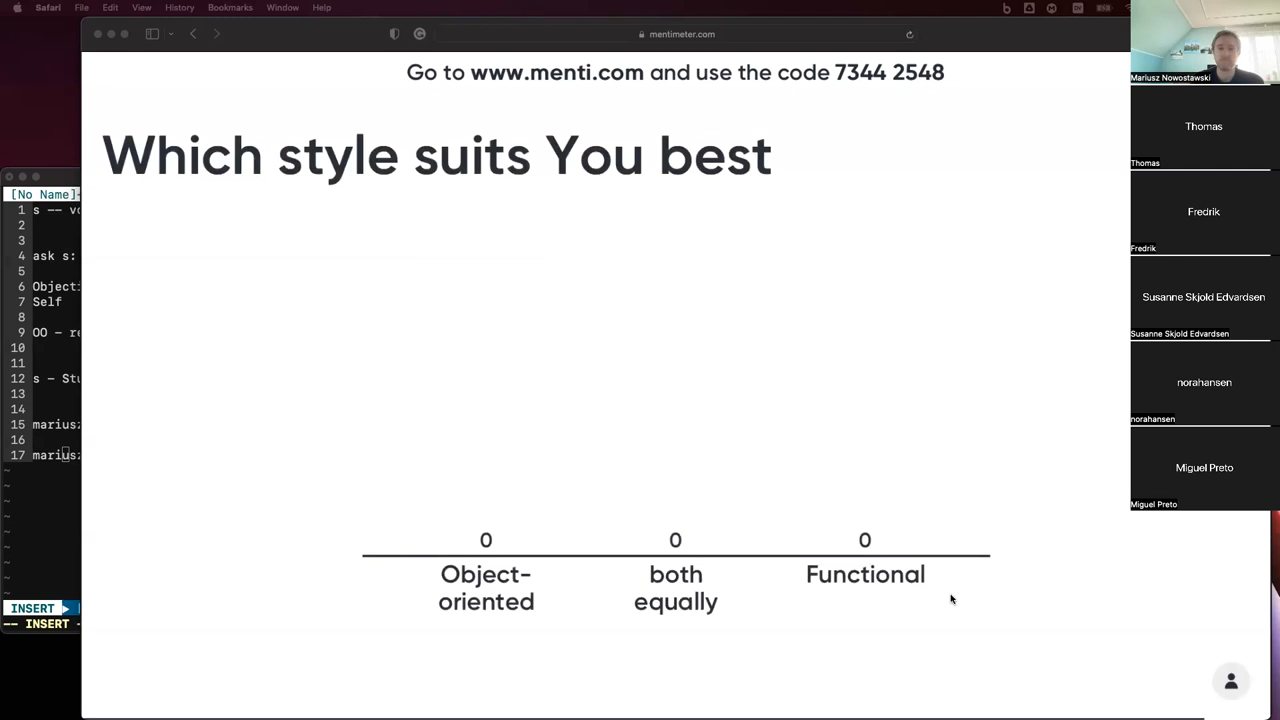 Safari File Edit View History Bookmarks Window Help
mentimeter.com
Go to www.menti.com and use the code 7344 2548
Which style suits You best
[No Name]
1 s -- vo
2
3
4 ask s:
5
6 Objecti
7 Self
8
9 OO - re
10
11
12 s - Stu
13
14
15 marius
16
17 marius
~
~
~
~
~
~
~
~
~
INSERT
-- INSERT -
0 0 0
Object-oriented
both equally
Functional
Mariusz Nowostawski
Thomas
Thomas
Fredrik
Fredrik
Susanne Skjold Edvardsen
Susanne Skjold Edvardsen
norahansen
norahansen
Miguel Preto
Miguel Preto